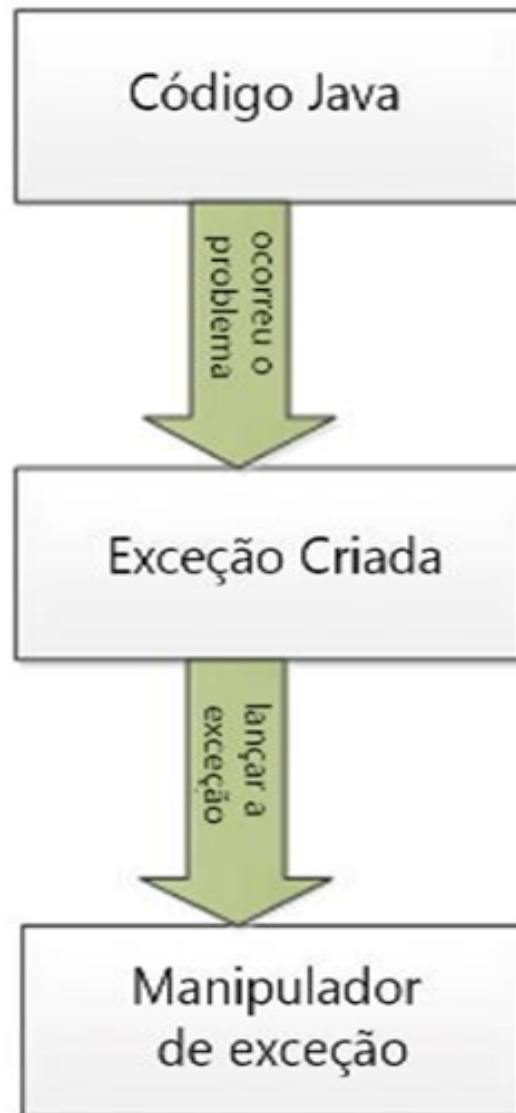 Código Java
ocorreu o
problema
Exceção Criada
lançar a
exceção
Manipulador
de exceção